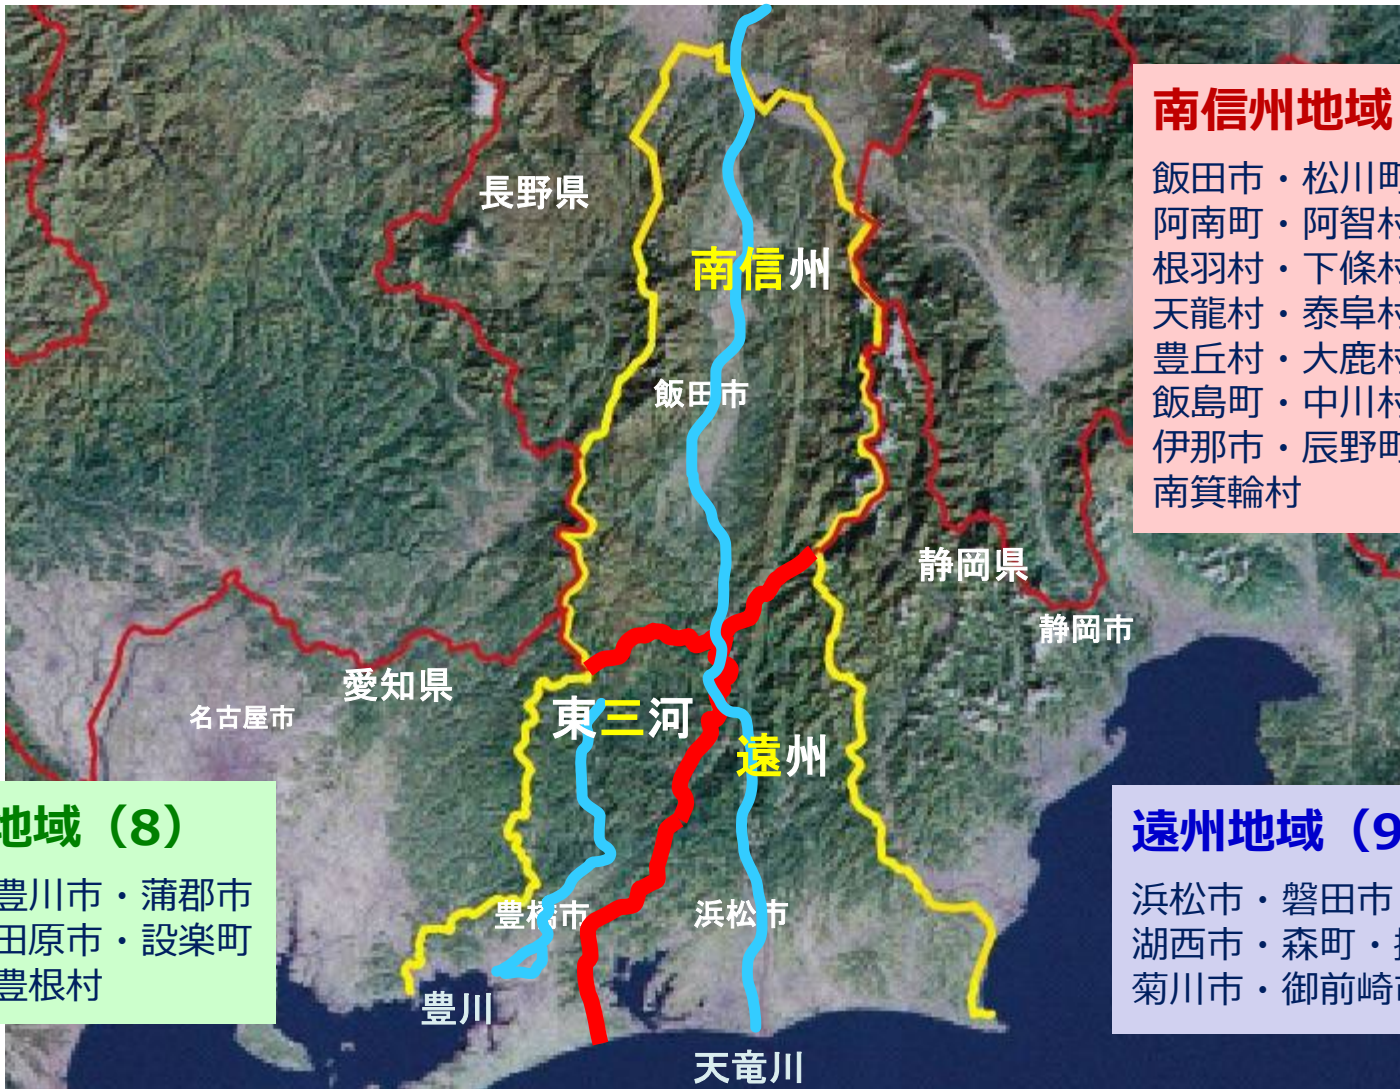 長野県
南信州
飯田市
静岡県
静岡市
愛知県
名古屋市
東三河
遠州
豊橋市
浜松市
豊川
天竜川
南信州地域
飯田市・松川町
阿南町・阿智村
根羽村・下條村
天龍村・泰阜村
豊丘村・大鹿村
飯島町・中川村
伊那市・辰野町
南箕輪村
地域（8）
豊川市・蒲郡市
田原市・設楽町
豊根村
遠州地域（9
浜松市・磐田市
湖西市・森町・
菊川市・御前崎市